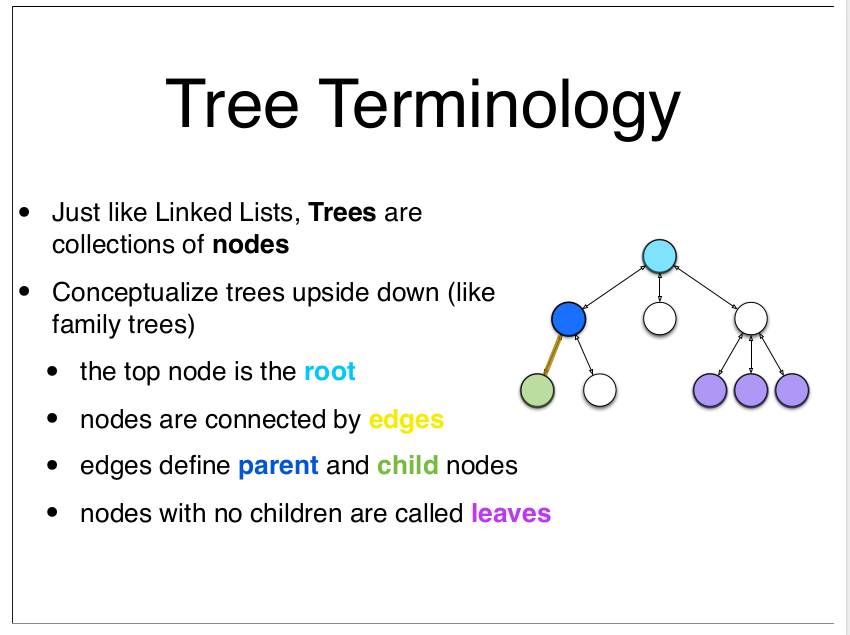 Tree Terminology
• Just like Linked Lists, Trees are
collections of nodes
• Conceptualize trees upside down (like
family trees)
• the top node is the root
• nodes are connected by edges
• edges define parent and child nodes
• nodes with no children are called leaves